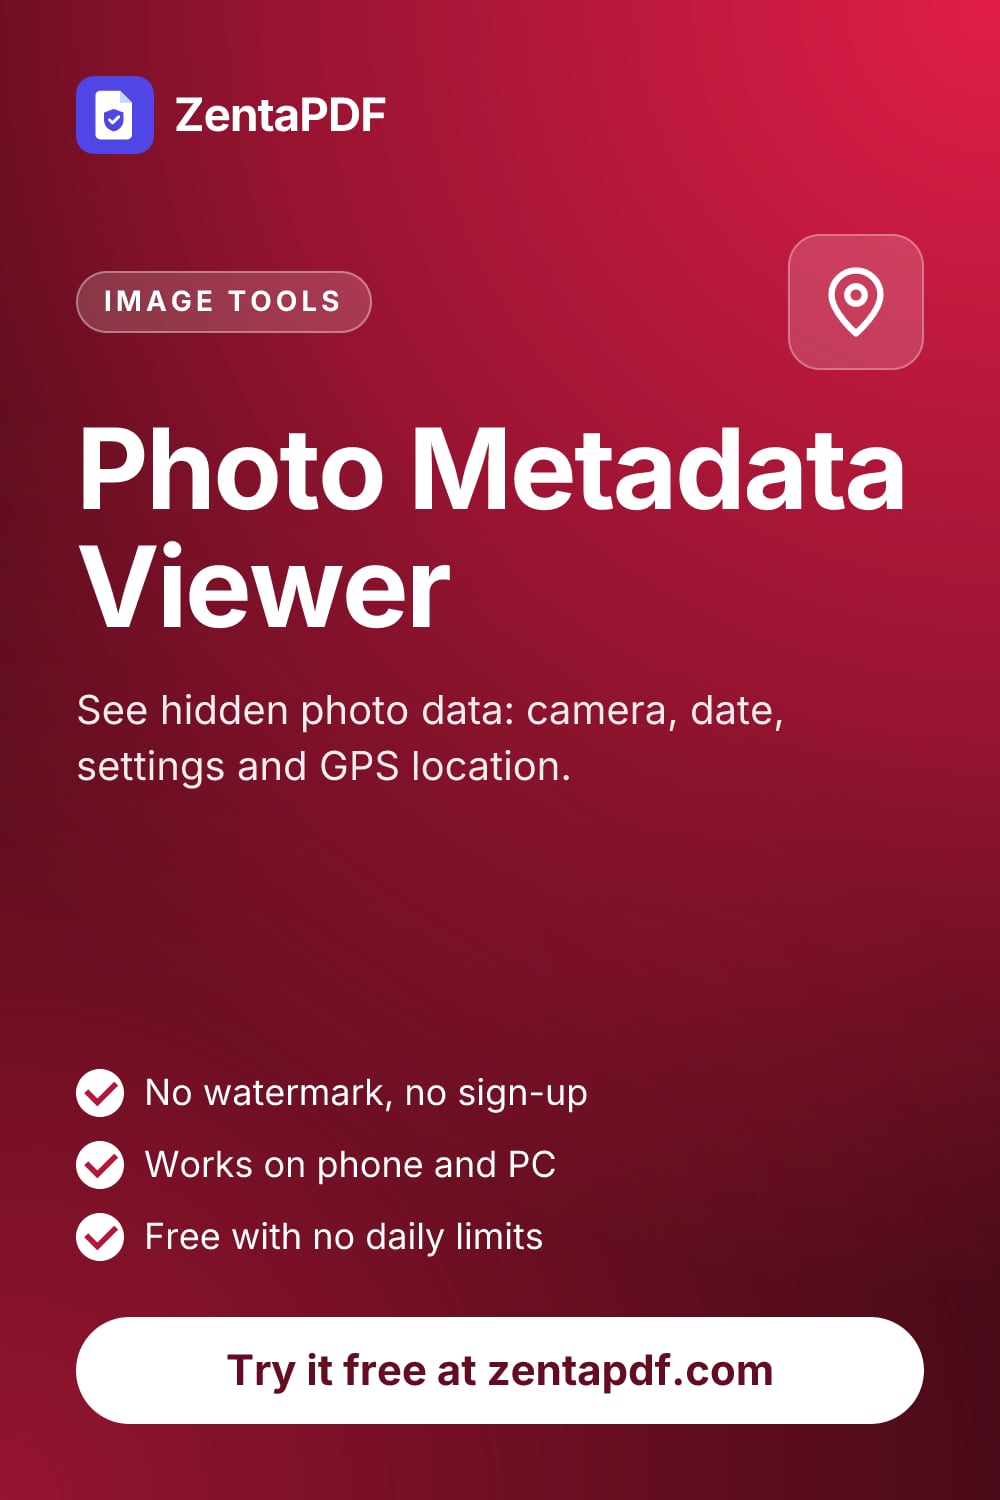 ZentaPDF
IMAGE TOOLS
Photo Metadata
Viewer
See hidden photo data: camera, date,
settings and GPS location.
No watermark, no sign-up
Works on phone and PC
Free with no daily limits
Try it free at zentapdf.com